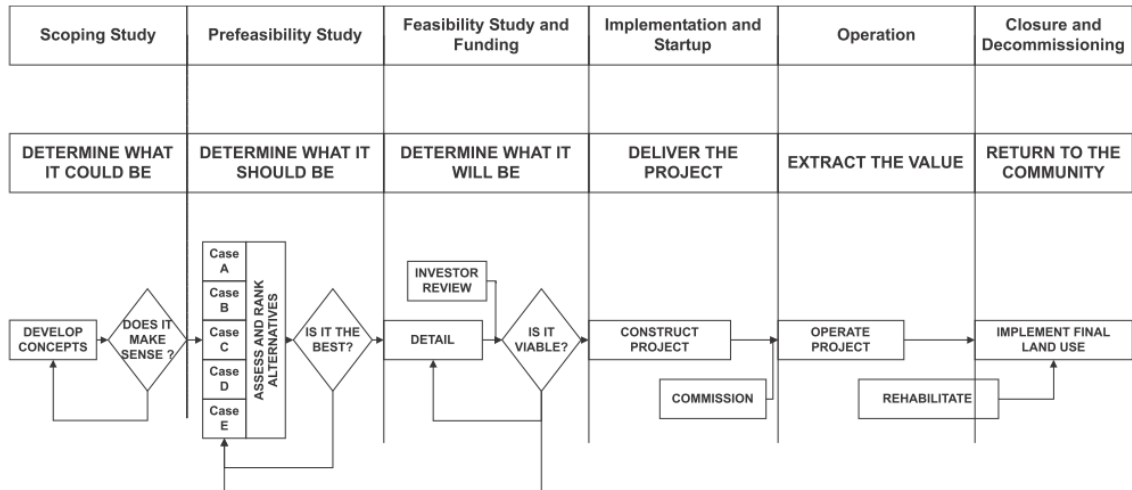 Scoping Study
Prefeasibility Study
Feasibility Study and
Funding
Implementation and
Startup
Operation
Closure and
Decommissioning
DETERMINE WHAT
IT COULD BE
DETERMINE WHAT IT
SHOULD BE
DETERMINE WHAT IT
WILL BE
DELIVER THE
PROJECT
EXTRACT THE VALUE
RETURN TO THE
COMMUNITY
DEVELOP
CONCEPTS
DOES IT
MAKE
SENSE ?
Case
A
Case
B
Case
C
Case
D
Case
E
ASSESS AND RANK
ALTERNATIVES
IS IT THE
BEST?
INVESTOR
REVIEW
DETAIL
IS IT
VIABLE?
CONSTRUCT
PROJECT
COMMISSION
OPERATE
PROJECT
REHABILITATE
IMPLEMENT FINAL
LAND USE